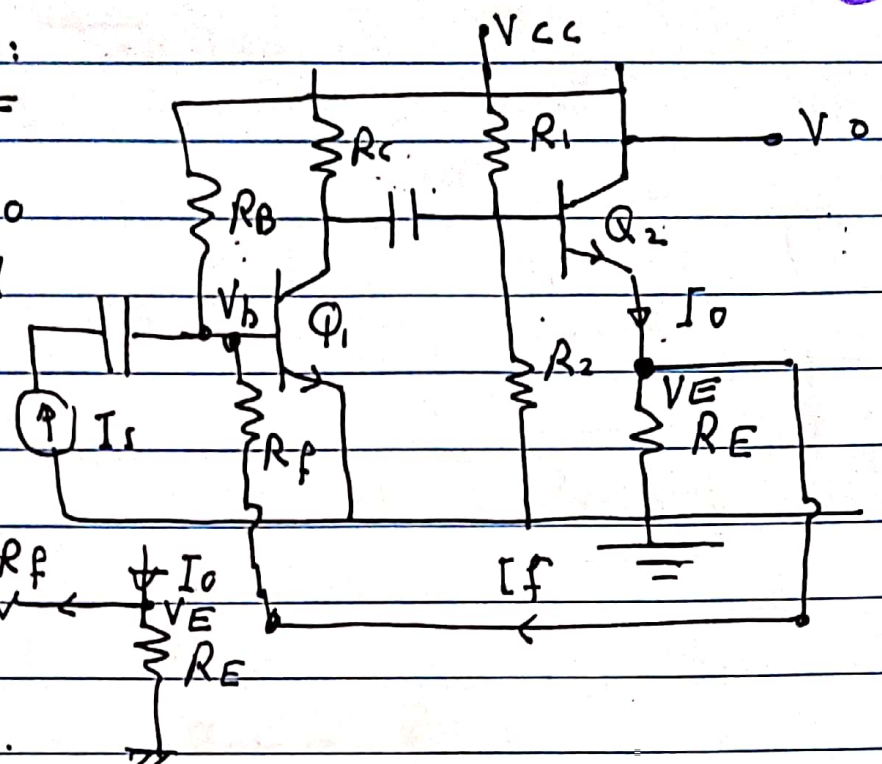 :
VCC
=
RC
R1
VO
RB
Q2
Vb
Q1
Io
R2
VE
Is
Rf
RE
Rf
Io
If
VE
RE